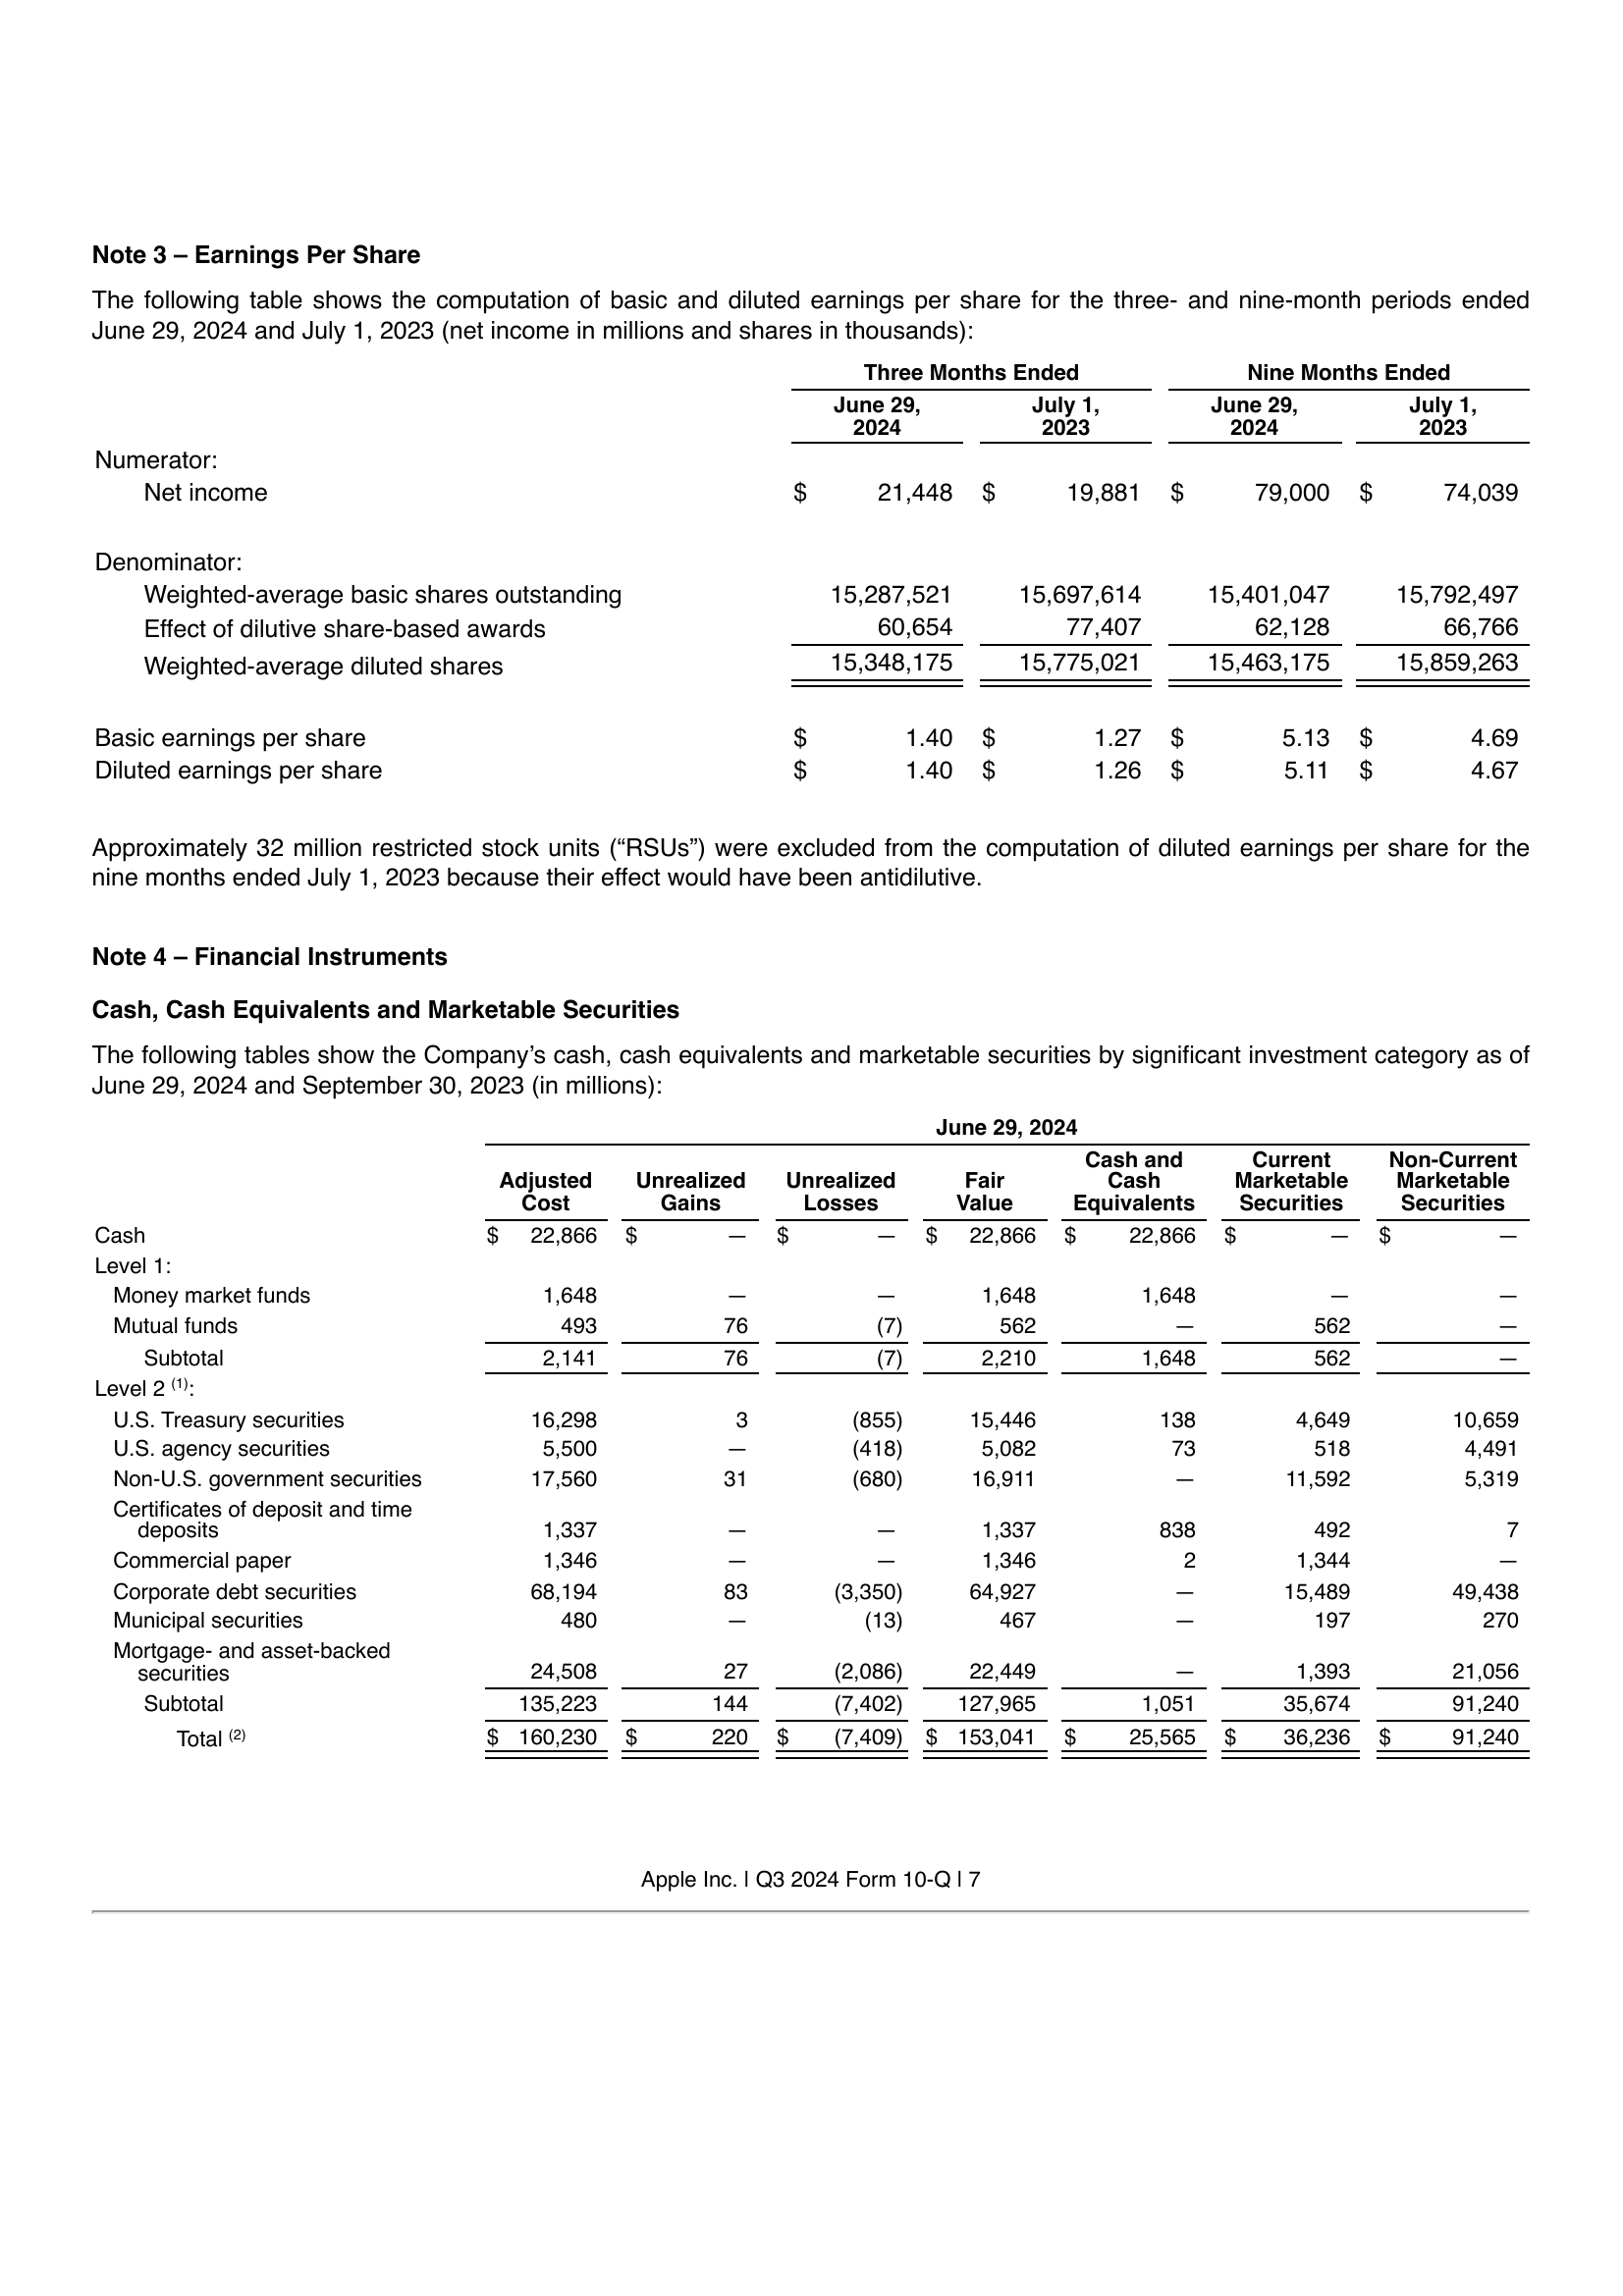 Note 3 – Earnings Per Share
The following table shows the computation of basic and diluted earnings per share for the three- and nine-month periods ended
June 29, 2024 and July 1, 2023 (net income in millions and shares in thousands):
Three Months Ended Nine Months Ended
June 29, 2024 July 1, 2023 June 29, 2024 July 1, 2023
Numerator:
Net income $ 21,448 $ 19,881 $ 79,000 $ 74,039
Denominator:
Weighted-average basic shares outstanding 15,287,521 15,697,614 15,401,047 15,792,497
Effect of dilutive share-based awards 60,654 77,407 62,128 66,766
Weighted-average diluted shares 15,348,175 15,775,021 15,463,175 15,859,263
Basic earnings per share $ 1.40 $ 1.27 $ 5.13 $ 4.69
Diluted earnings per share $ 1.40 $ 1.26 $ 5.11 $ 4.67
Approximately 32 million restricted stock units (“RSUs”) were excluded from the computation of diluted earnings per share for the
nine months ended July 1, 2023 because their effect would have been antidilutive.
Note 4 – Financial Instruments
Cash, Cash Equivalents and Marketable Securities
The following tables show the Company’s cash, cash equivalents and marketable securities by significant investment category as of
June 29, 2024 and September 30, 2023 (in millions):
June 29, 2024
Adjusted Cost Unrealized Gains Unrealized Losses Fair Value Cash and Cash Equivalents Current Marketable Securities Non-Current Marketable Securities
Cash $ 22,866 $ — $ — $ 22,866 $ 22,866 $ — $ —
Level 1:
Money market funds 1,648 — — 1,648 1,648 — —
Mutual funds 493 76 (7) 562 — 562 —
Subtotal 2,141 76 (7) 2,210 1,648 562 —
Level 2 (1):
U.S. Treasury securities 16,298 3 (855) 15,446 138 4,649 10,659
U.S. agency securities 5,500 — (418) 5,082 73 518 4,491
Non-U.S. government securities 17,560 31 (680) 16,911 — 11,592 5,319
Certificates of deposit and time
deposits 1,337 — — 1,337 838 492 7
Commercial paper 1,346 — — 1,346 2 1,344 —
Corporate debt securities 68,194 83 (3,350) 64,927 — 15,489 49,438
Municipal securities 480 — (13) 467 — 197 270
Mortgage- and asset-backed
securities 24,508 27 (2,086) 22,449 — 1,393 21,056
Subtotal 135,223 144 (7,402) 127,965 1,051 35,674 91,240
Total (2) $ 160,230 $ 220 $ (7,409) $ 153,041 $ 25,565 $ 36,236 $ 91,240
Apple Inc. | Q3 2024 Form 10-Q | 7